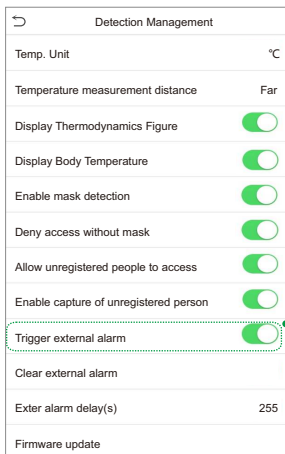 Detection Management
Temp. Unit ℃
Temperature measurement distance Far
Display Thermodynamics Figure
Display Body Temperature
Enable mask detection
Deny access without mask
Allow unregistered people to access
Enable capture of unregistered person
Trigger external alarm
Clear external alarm
Exter alarm delay(s) 255
Firmware update